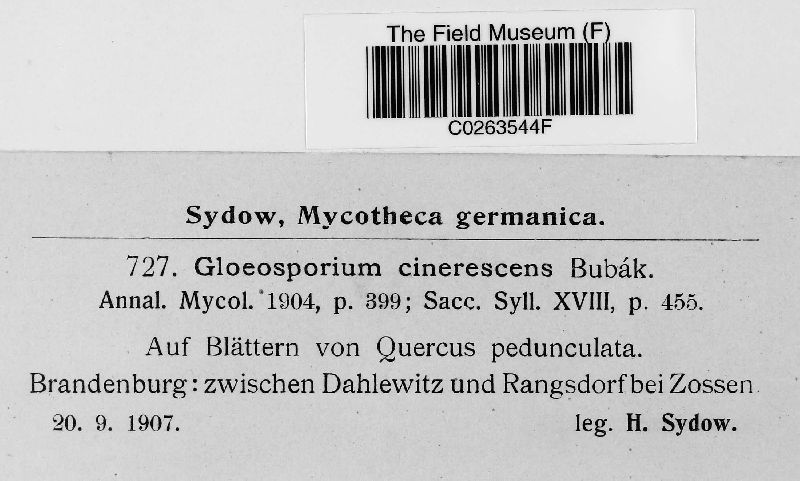 The Field Museum (F)
C0263544F
Sydow, Mycotheca germanica.
727. Gloeosporium cinerescens Bubák.
Annal. Mycol. 1904, p. 399; Sacc. Syll. XVIII, p. 455.
Auf Blättern von Quercus pedunculata.
Brandenburg: zwischen Dahlewitz und Rangsdorf bei Zossen.
20. 9. 1907. leg. H. Sydow.